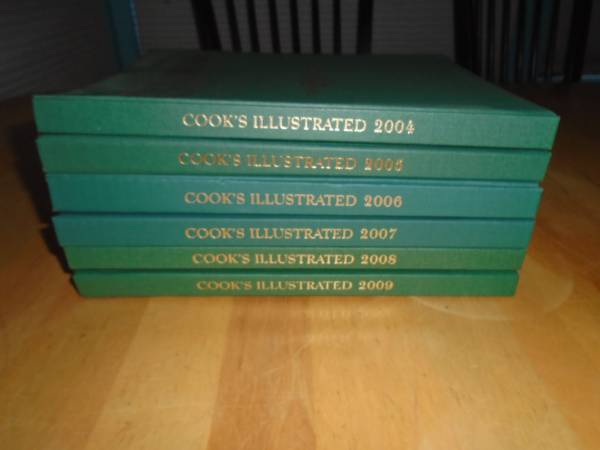 COOK'S ILLUSTRATED 2004
COOK'S ILLUSTRATED 2005
COOK'S ILLUSTRATED 2006
COOK'S ILLUSTRATED 2007
COOK'S ILLUSTRATED 2008
COOK'S ILLUSTRATED 2009